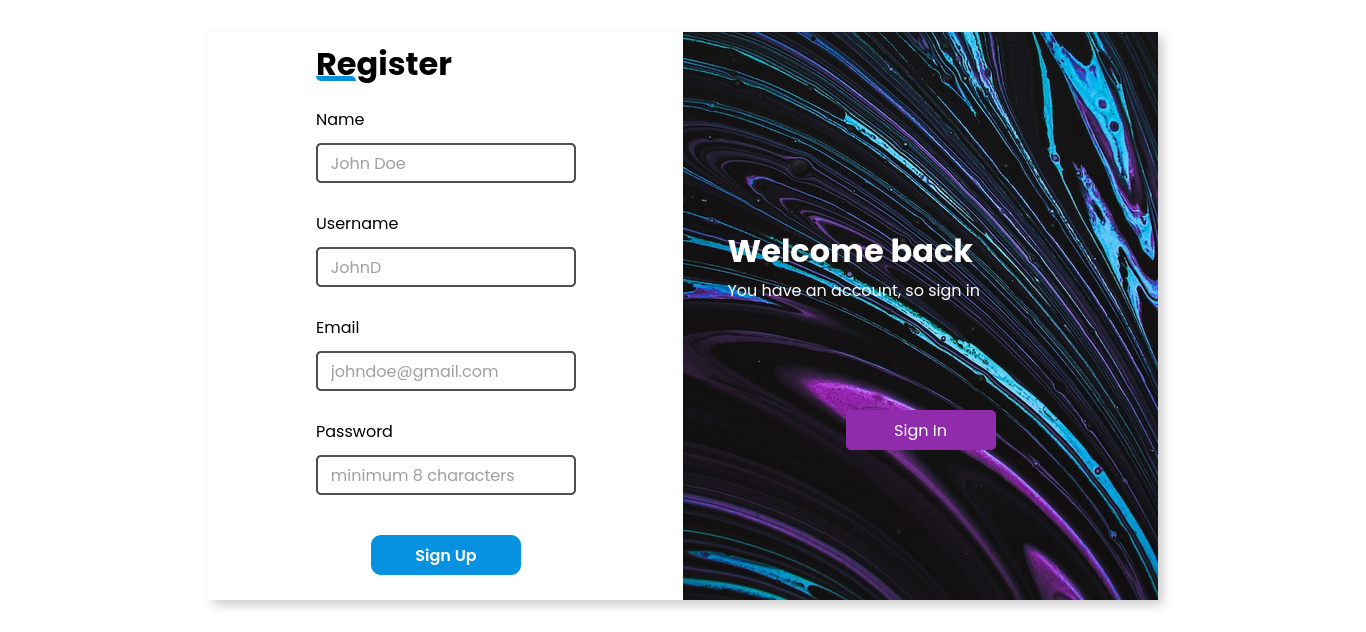 Register
Name
John Doe
Username
JohnD
Email
johndoe@gmail.com
Password
minimum 8 characters
Sign Up
Welcome back
You have an account, so sign in
Sign In